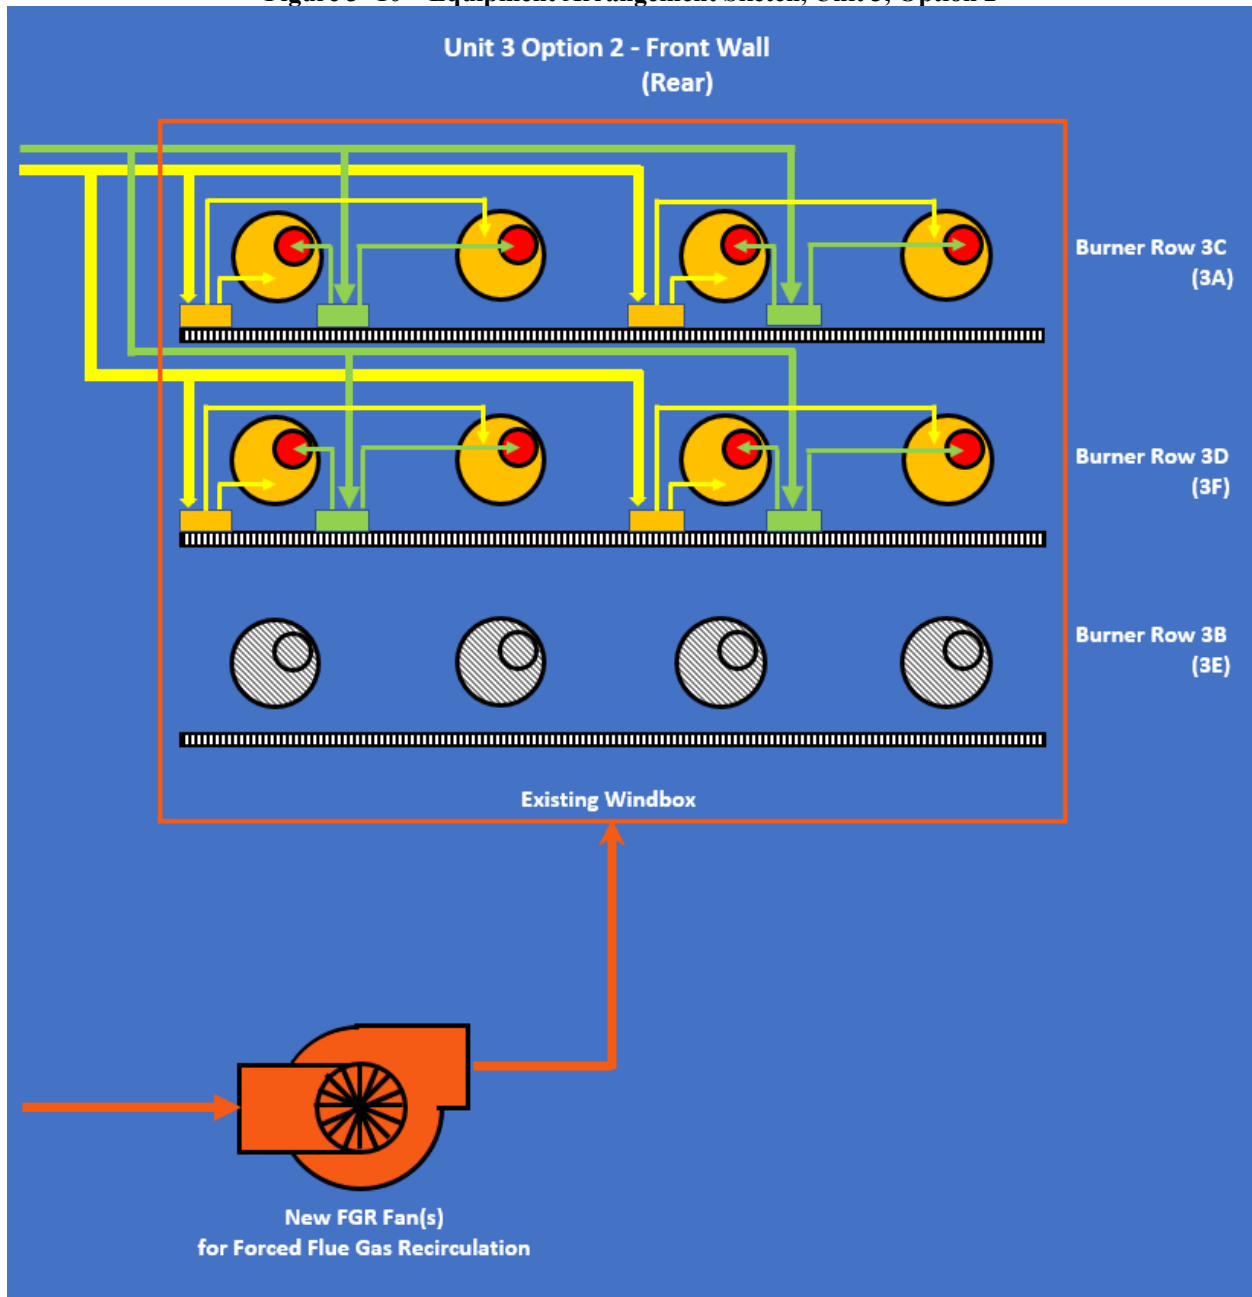 Unit 3 Option 2 - Front Wall
(Rear)
Burner Row 3C
(3A)
Burner Row 3D
(3F)
Burner Row 3B
(3E)
Existing Windbox
New FGR Fan(s)
for Forced Flue Gas Recirculation